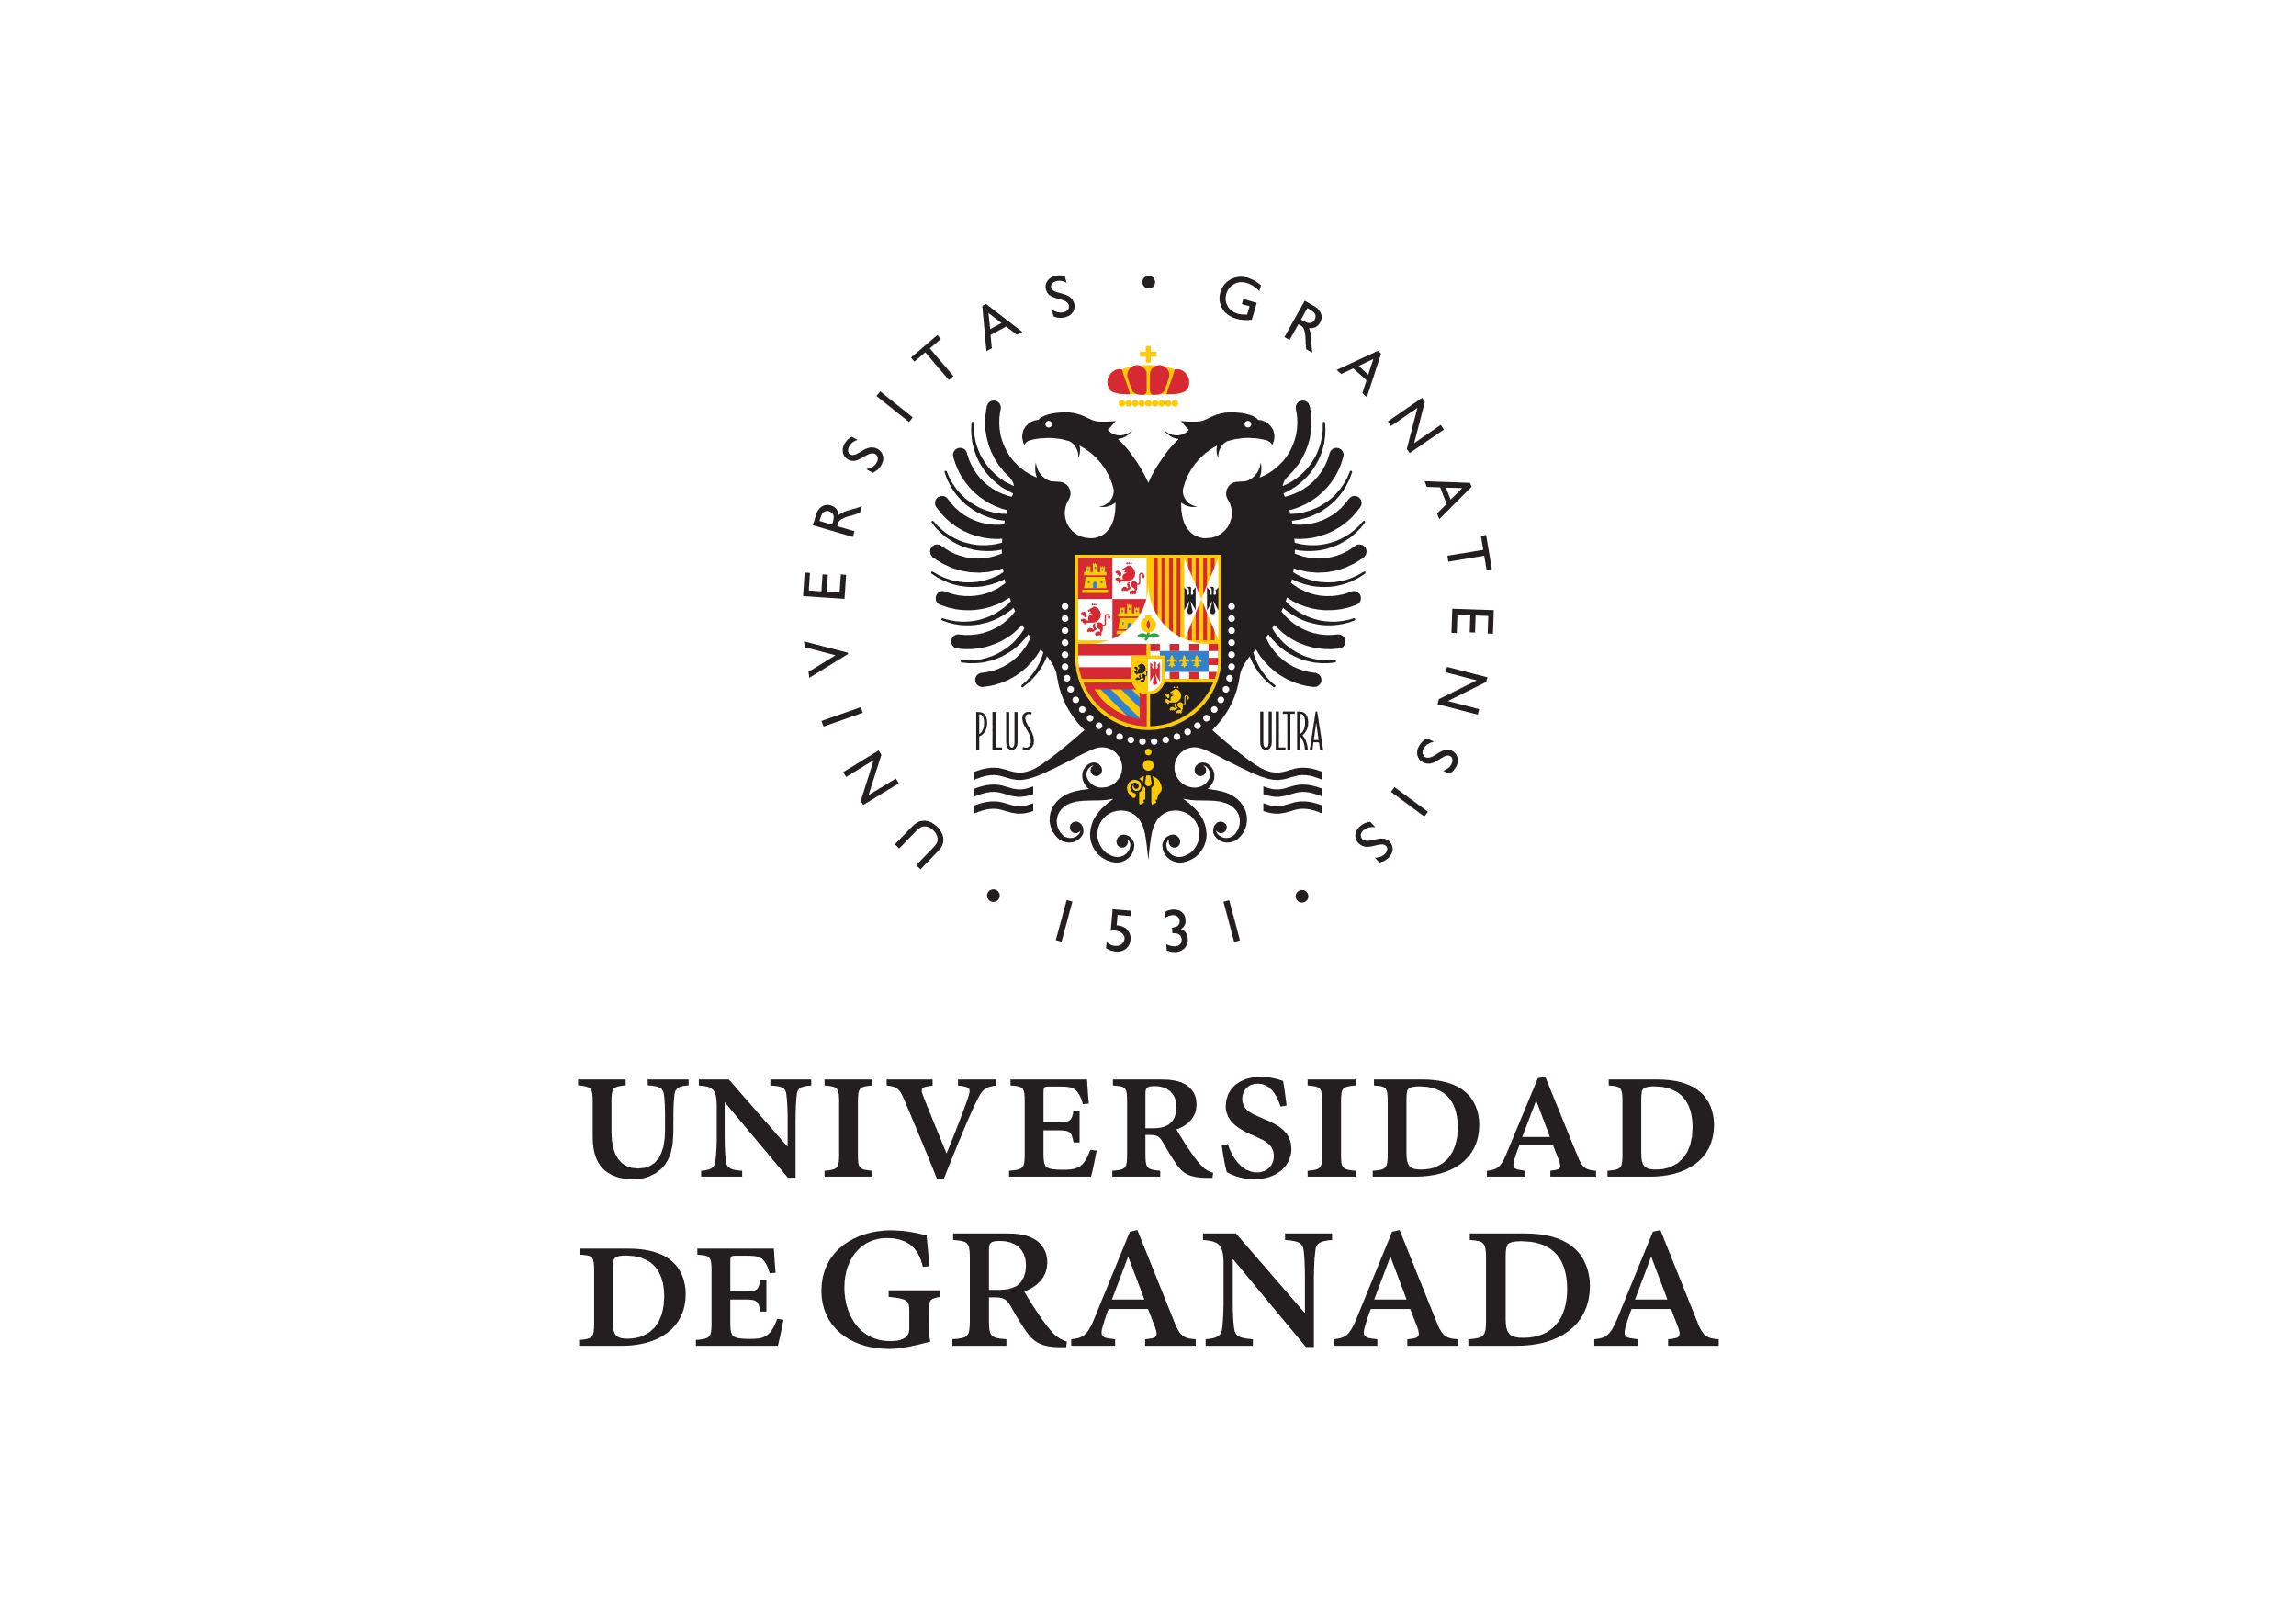 UNIVERSITAS • GRANATENSIS
• 1531 •
PLUS ULTRA
UNIVERSIDAD
DE GRANADA